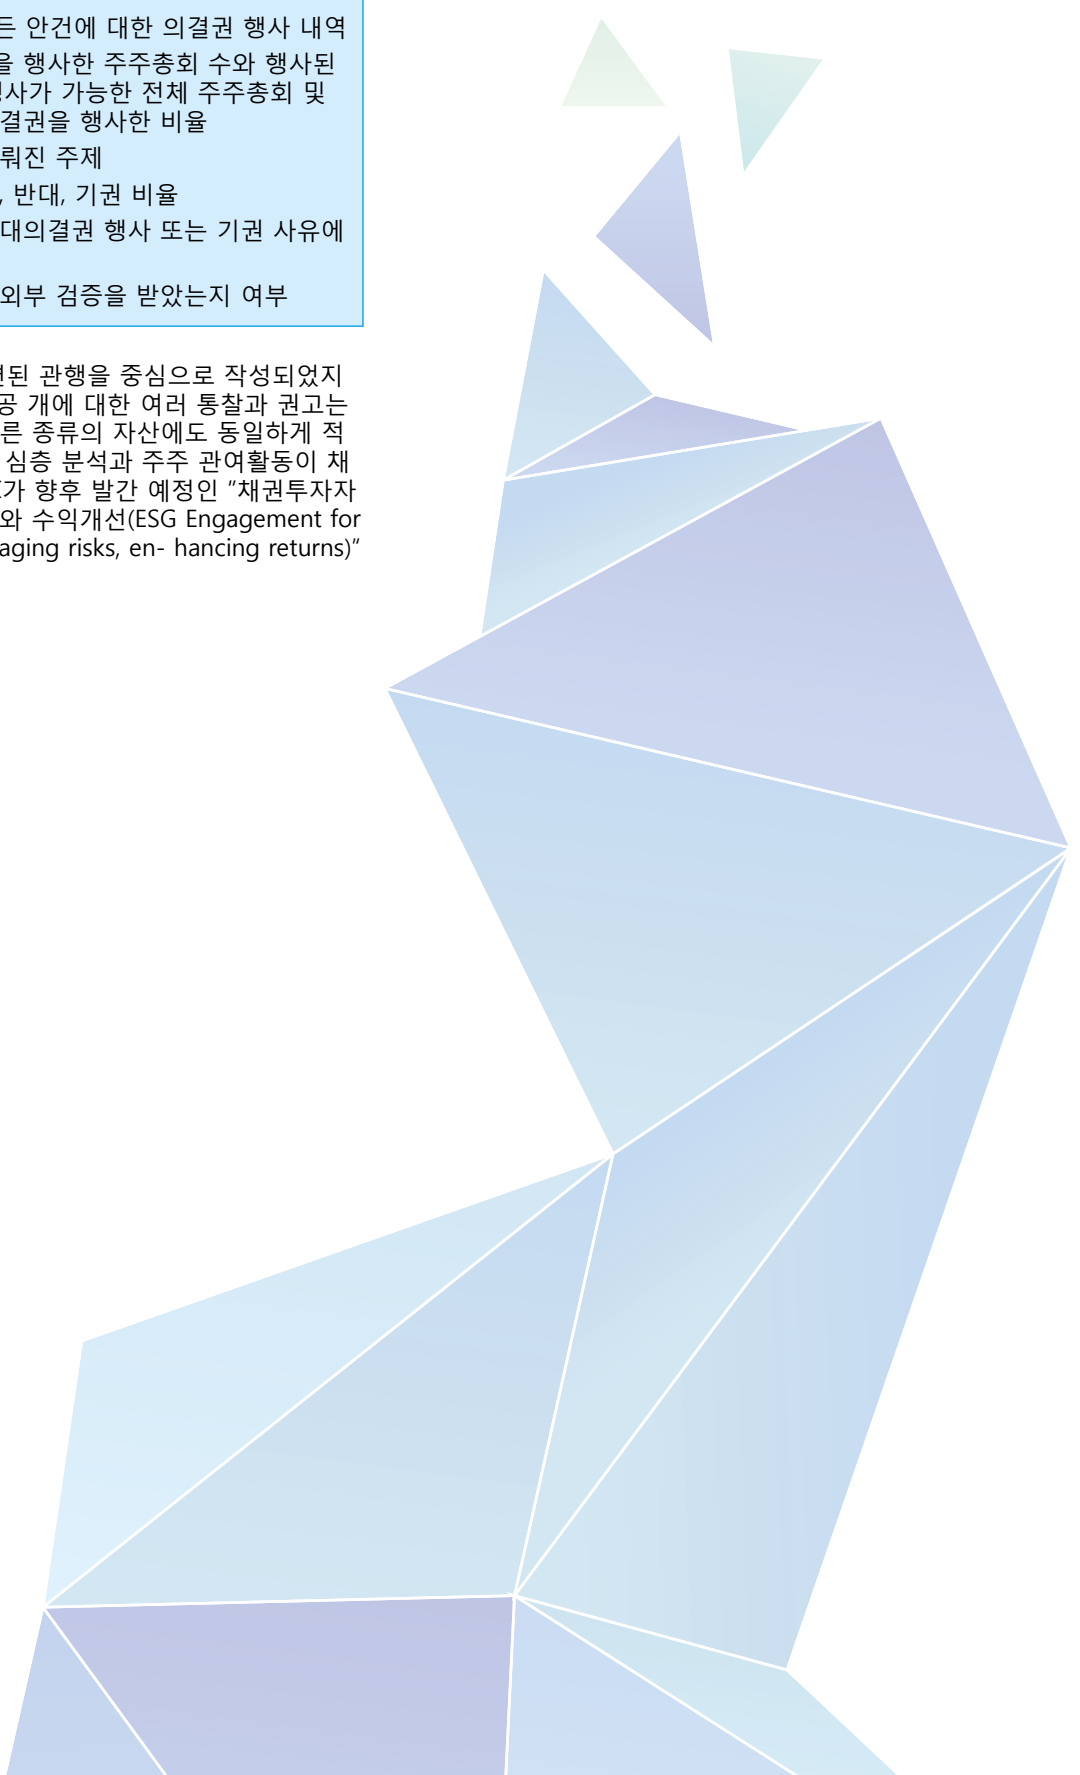 든 안건에 대한 의결권 행사 내역
을 행사한 주주총회 수와 행사된
행사가 가능한 전체 주주총회 및
결권을 행사한 비율
뤄진 주제
, 반대, 기권 비율
대의결권 행사 또는 기권 사유에
외부 검증을 받았는지 여부
련된 관행을 중심으로 작성되었지
공 개에 대한 여러 통찰과 권고는
른 종류의 자산에도 동일하게 적
심층 분석과 주주 관여활동이 채
가 향후 발간 예정인 “채권투자자
와 수익개선(ESG Engagement for
aging risks, en- hancing returns)”